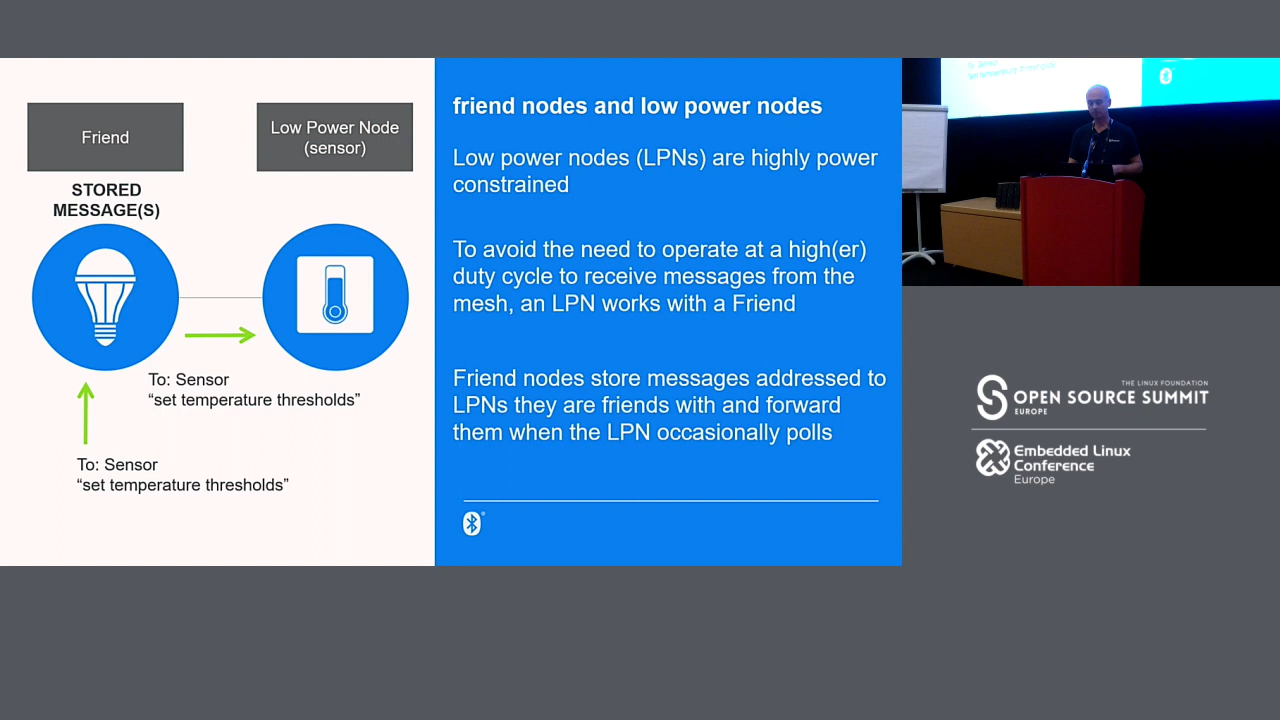 Friend
Low Power Node
(sensor)
STORED
MESSAGE(S)
To: Sensor
“set temperature thresholds”
To: Sensor
“set temperature thresholds”
friend nodes and low power nodes
Low power nodes (LPNs) are highly power
constrained
To avoid the need to operate at a high(er)
duty cycle to receive messages from the
mesh, an LPN works with a Friend
Friend nodes store messages addressed to
LPNs they are friends with and forward
them when the LPN occasionally polls
THE LINUX FOUNDATION
OPEN SOURCE SUMMIT
EUROPE
Embedded Linux
Conference
Europe